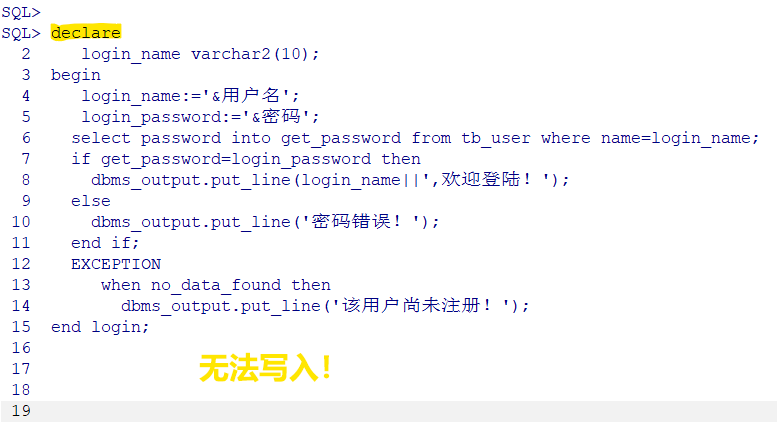 SQL>
SQL> declare
2 login_name varchar2(10);
3 begin
4 login_name:='&用户名';
5 login_password:='&密码';
6 select password into get_password from tb_user where name=login_name;
7 if get_password=login_password then
8 dbms_output.put_line(login_name||',欢迎登陆！');
9 else
10 dbms_output.put_line('密码错误！');
11 end if;
12 EXCEPTION
13 when no_data_found then
14 dbms_output.put_line('该用户尚未注册！');
15 end login;
16
17 无法写入！
18
19